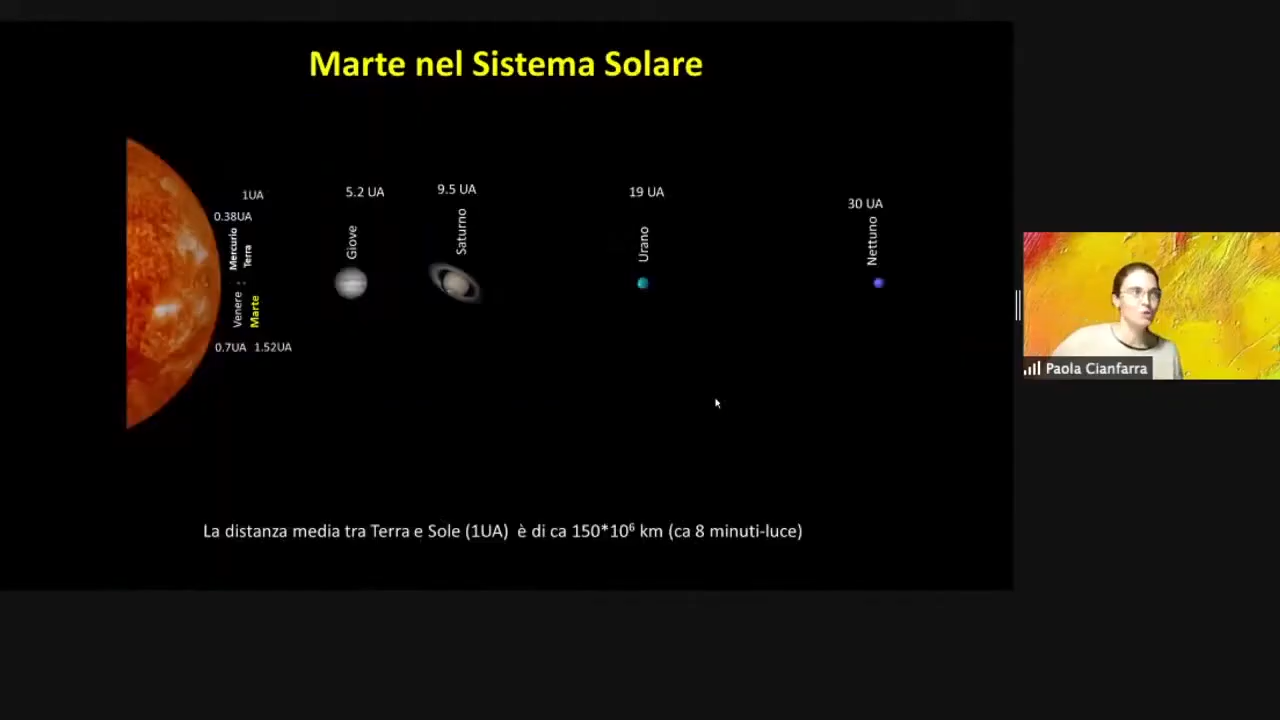 Marte nel Sistema Solare
1UA
0.38UA
Mercurio
Terra
Venere
Marte
0.7UA 1.52UA
5.2 UA
Giove
9.5 UA
Saturno
19 UA
Urano
30 UA
Nettuno
La distanza media tra Terra e Sole (1UA) è di ca 150*10⁶ km (ca 8 minuti-luce)
Paola Cianfarra